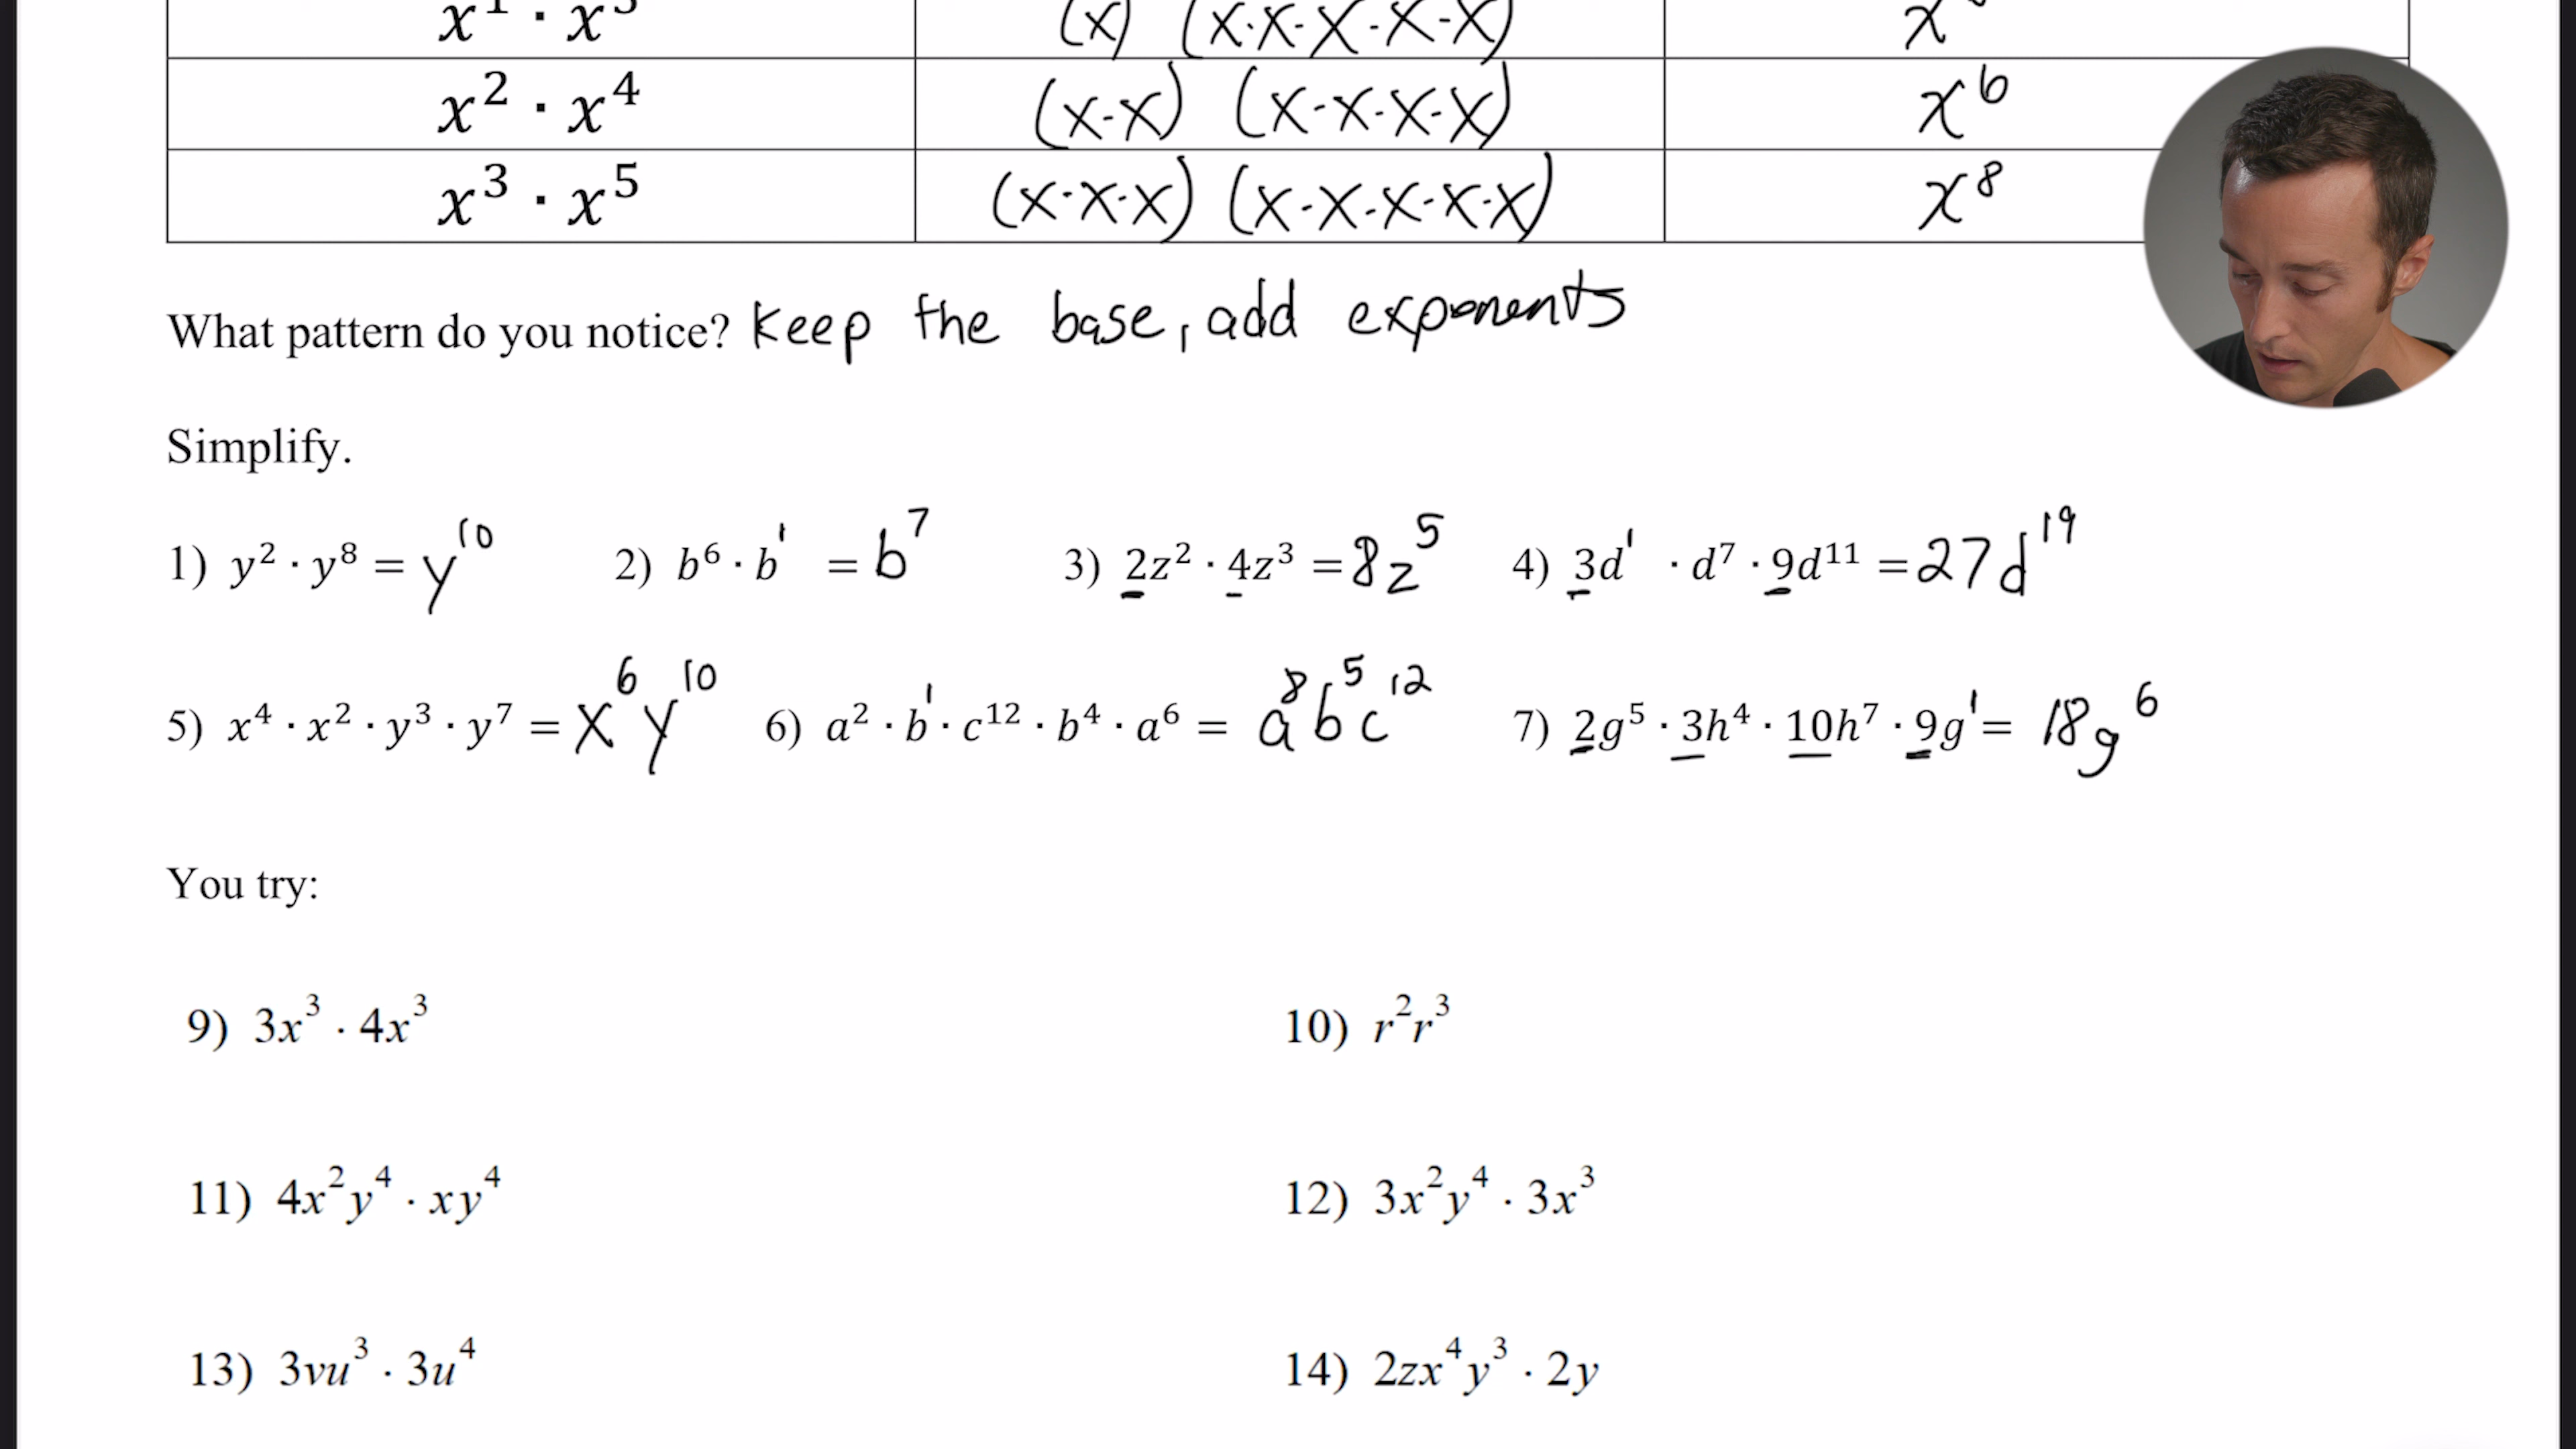 x¹ · x⁵ (x) (x·x·x·x·x) x
x² · x⁴ (x·x) (x·x·x·x) x⁶
x³ · x⁵ (x·x·x) (x·x·x·x·x) x⁸
What pattern do you notice? Keep the base, add exponents
Simplify.
1) y² · y⁸ = y¹⁰ 2) b⁶ · b¹ = b⁷ 3) 2z² · 4z³ = 8z⁵ 4) 3d¹ · d⁷ · 9d¹¹ = 27d¹⁹
5) x⁴ · x² · y³ · y⁷ = x⁶y¹⁰ 6) a² · b¹ · c¹² · b⁴ · a⁶ = a⁸b⁵c¹² 7) 2g⁵ · 3h⁴ · 10h⁷ · 9g¹ = 18g⁶
You try:
9) 3x³ · 4x³ 10) r²r³
11) 4x²y⁴ · xy⁴ 12) 3x²y⁴ · 3x³
13) 3vu³ · 3u⁴ 14) 2zx⁴y³ · 2y